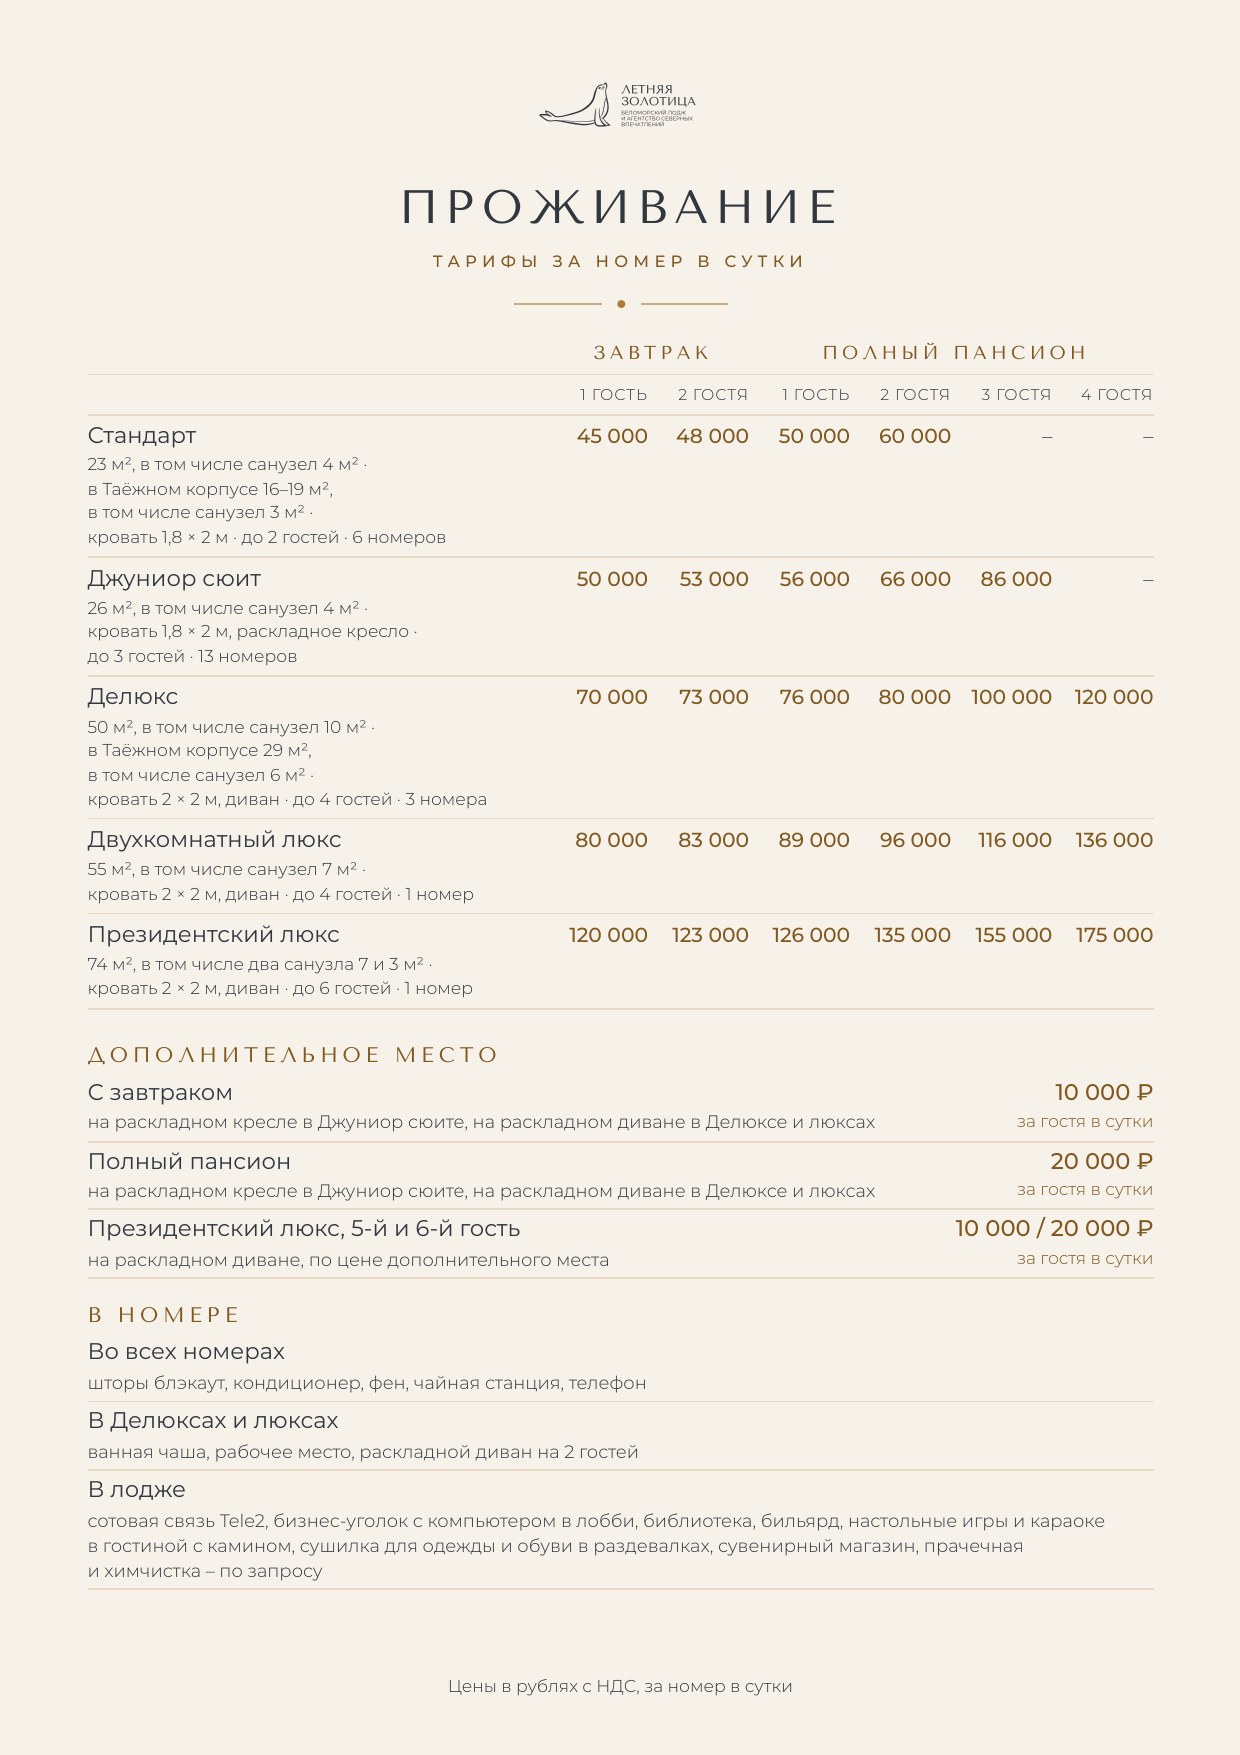 ЛЕТНЯЯ
ЗОЛОТИЦА
БЕЛОМОРСКИЙ ЛОДЖ
И АГЕНТСТВО СЕВЕРНЫХ
ВПЕЧАТЛЕНИЙ
ПРОЖИВАНИЕ
ТАРИФЫ ЗА НОМЕР В СУТКИ
ЗАВТРАК ПОЛНЫЙ ПАНСИОН
1 ГОСТЬ 2 ГОСТЯ 1 ГОСТЬ 2 ГОСТЯ 3 ГОСТЯ 4 ГОСТЯ
Стандарт 45 000 48 000 50 000 60 000 – –
23 м², в том числе санузел 4 м² ·
в Таёжном корпусе 16–19 м²,
в том числе санузел 3 м² ·
кровать 1,8 × 2 м · до 2 гостей · 6 номеров
Джуниор сюит 50 000 53 000 56 000 66 000 86 000 –
26 м², в том числе санузел 4 м² ·
кровать 1,8 × 2 м, раскладное кресло ·
до 3 гостей · 13 номеров
Делюкс 70 000 73 000 76 000 80 000 100 000 120 000
50 м², в том числе санузел 10 м² ·
в Таёжном корпусе 29 м²,
в том числе санузел 6 м² ·
кровать 2 × 2 м, диван · до 4 гостей · 3 номера
Двухкомнатный люкс 80 000 83 000 89 000 96 000 116 000 136 000
55 м², в том числе санузел 7 м² ·
кровать 2 × 2 м, диван · до 4 гостей · 1 номер
Президентский люкс 120 000 123 000 126 000 135 000 155 000 175 000
74 м², в том числе два санузла 7 и 3 м² ·
кровать 2 × 2 м, диван · до 6 гостей · 1 номер
ДОПОЛНИТЕЛЬНОЕ МЕСТО
С завтраком 10 000 ₽
на раскладном кресле в Джуниор сюите, на раскладном диване в Делюксе и люксах за гостя в сутки
Полный пансион 20 000 ₽
на раскладном кресле в Джуниор сюите, на раскладном диване в Делюксе и люксах за гостя в сутки
Президентский люкс, 5-й и 6-й гость 10 000 / 20 000 ₽
на раскладном диване, по цене дополнительного места за гостя в сутки
В НОМЕРЕ
Во всех номерах
шторы блэкаут, кондиционер, фен, чайная станция, телефон
В Делюксах и люксах
ванная чаша, рабочее место, раскладной диван на 2 гостей
В лодже
сотовая связь Tele2, бизнес-уголок с компьютером в лобби, библиотека, бильярд, настольные игры и караоке
в гостиной с камином, сушилка для одежды и обуви в раздевалках, сувенирный магазин, прачечная
и химчистка – по запросу
Цены в рублях с НДС, за номер в сутки